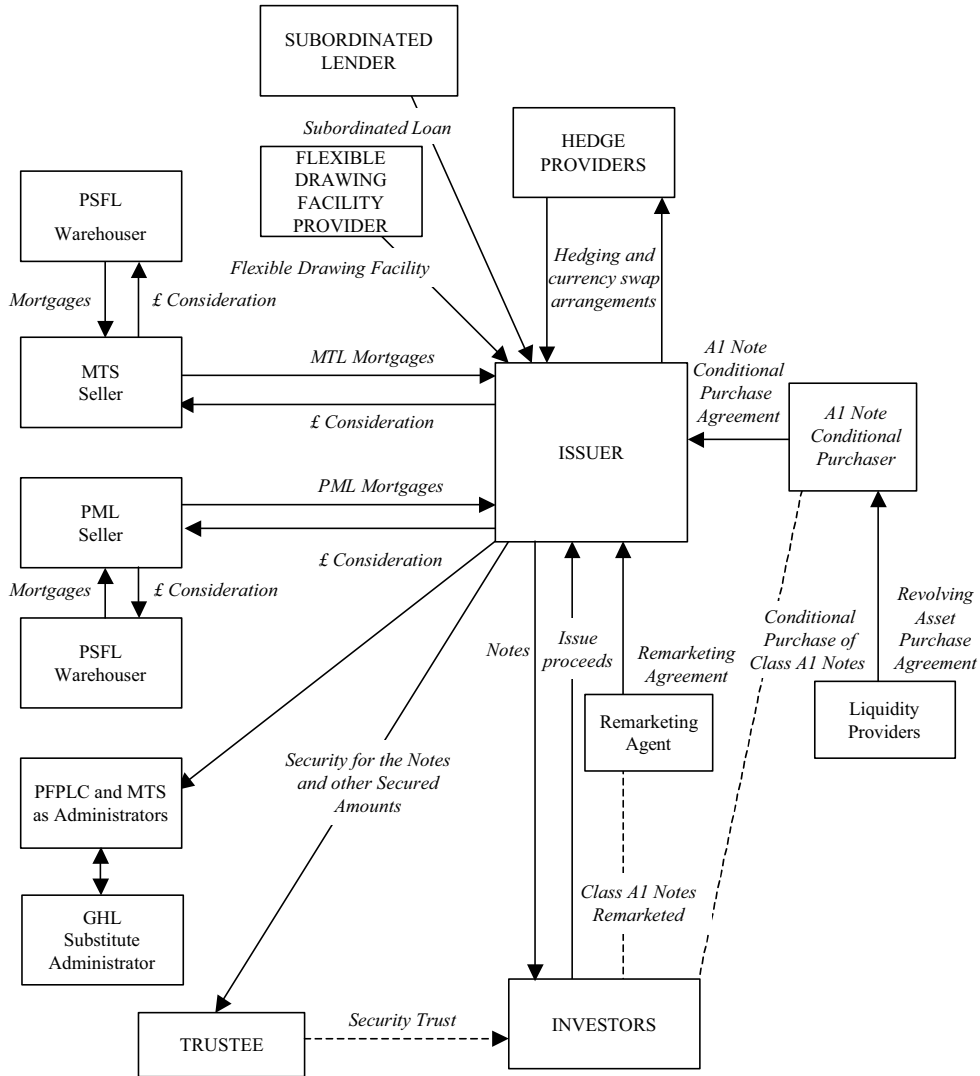 SUBORDINATED
LENDER
Subordinated Loan
HEDGE
PROVIDERS
FLEXIBLE
DRAWING
FACILITY
PROVIDER
PSFL
Warehouser
Flexible Drawing Facility
Hedging and
currency swap
arrangements
Mortgages
£ Consideration
MTS
Seller
MTL Mortgages
£ Consideration
A1 Note
Conditional
Purchase
Agreement
ISSUER
A1 Note
Conditional
Purchaser
PML
Seller
PML Mortgages
£ Consideration
Mortgages
£ Consideration
PSFL
Warehouser
Notes
Issue
proceeds
Remarketing
Agreement
Conditional
Purchase of
Class A1 Notes
Revolving
Asset
Purchase
Agreement
Remarketing
Agent
Liquidity
Providers
Security for the Notes
and other Secured
Amounts
PFPLC and MTS
as Administrators
GHL
Substitute
Administrator
Class A1 Notes
Remarketed
TRUSTEE
Security Trust
INVESTORS